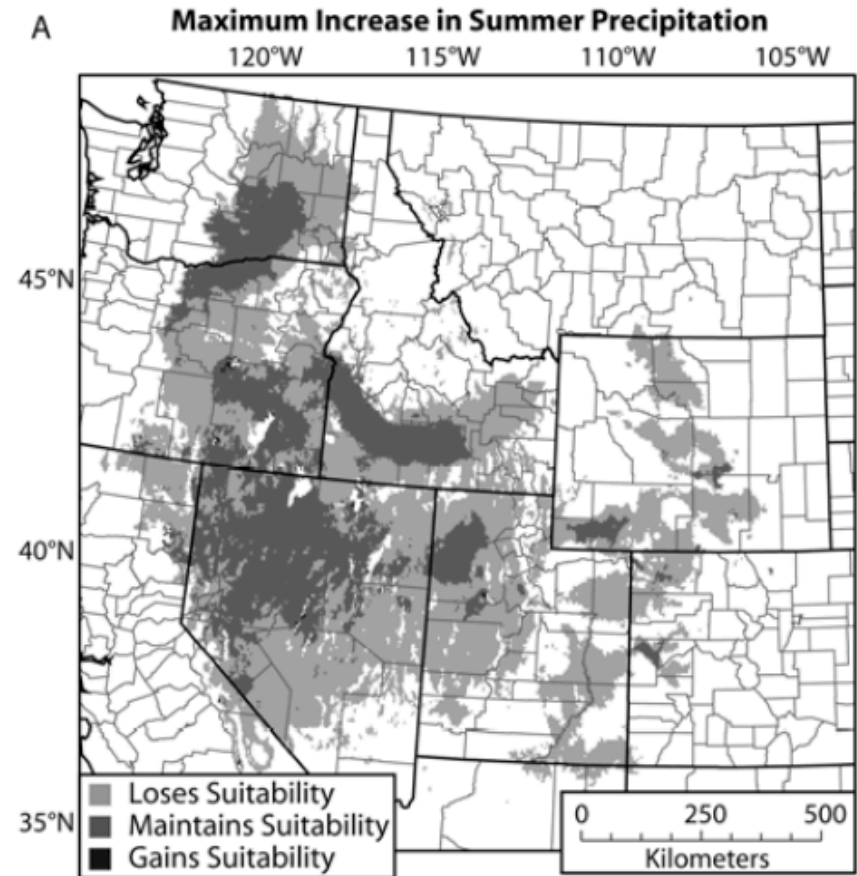 A
Maximum Increase in Summer Precipitation
120°W 115°W 110°W 105°W
45°N
40°N
35°N
Loses Suitability
Maintains Suitability
Gains Suitability
0 250 500
Kilometers